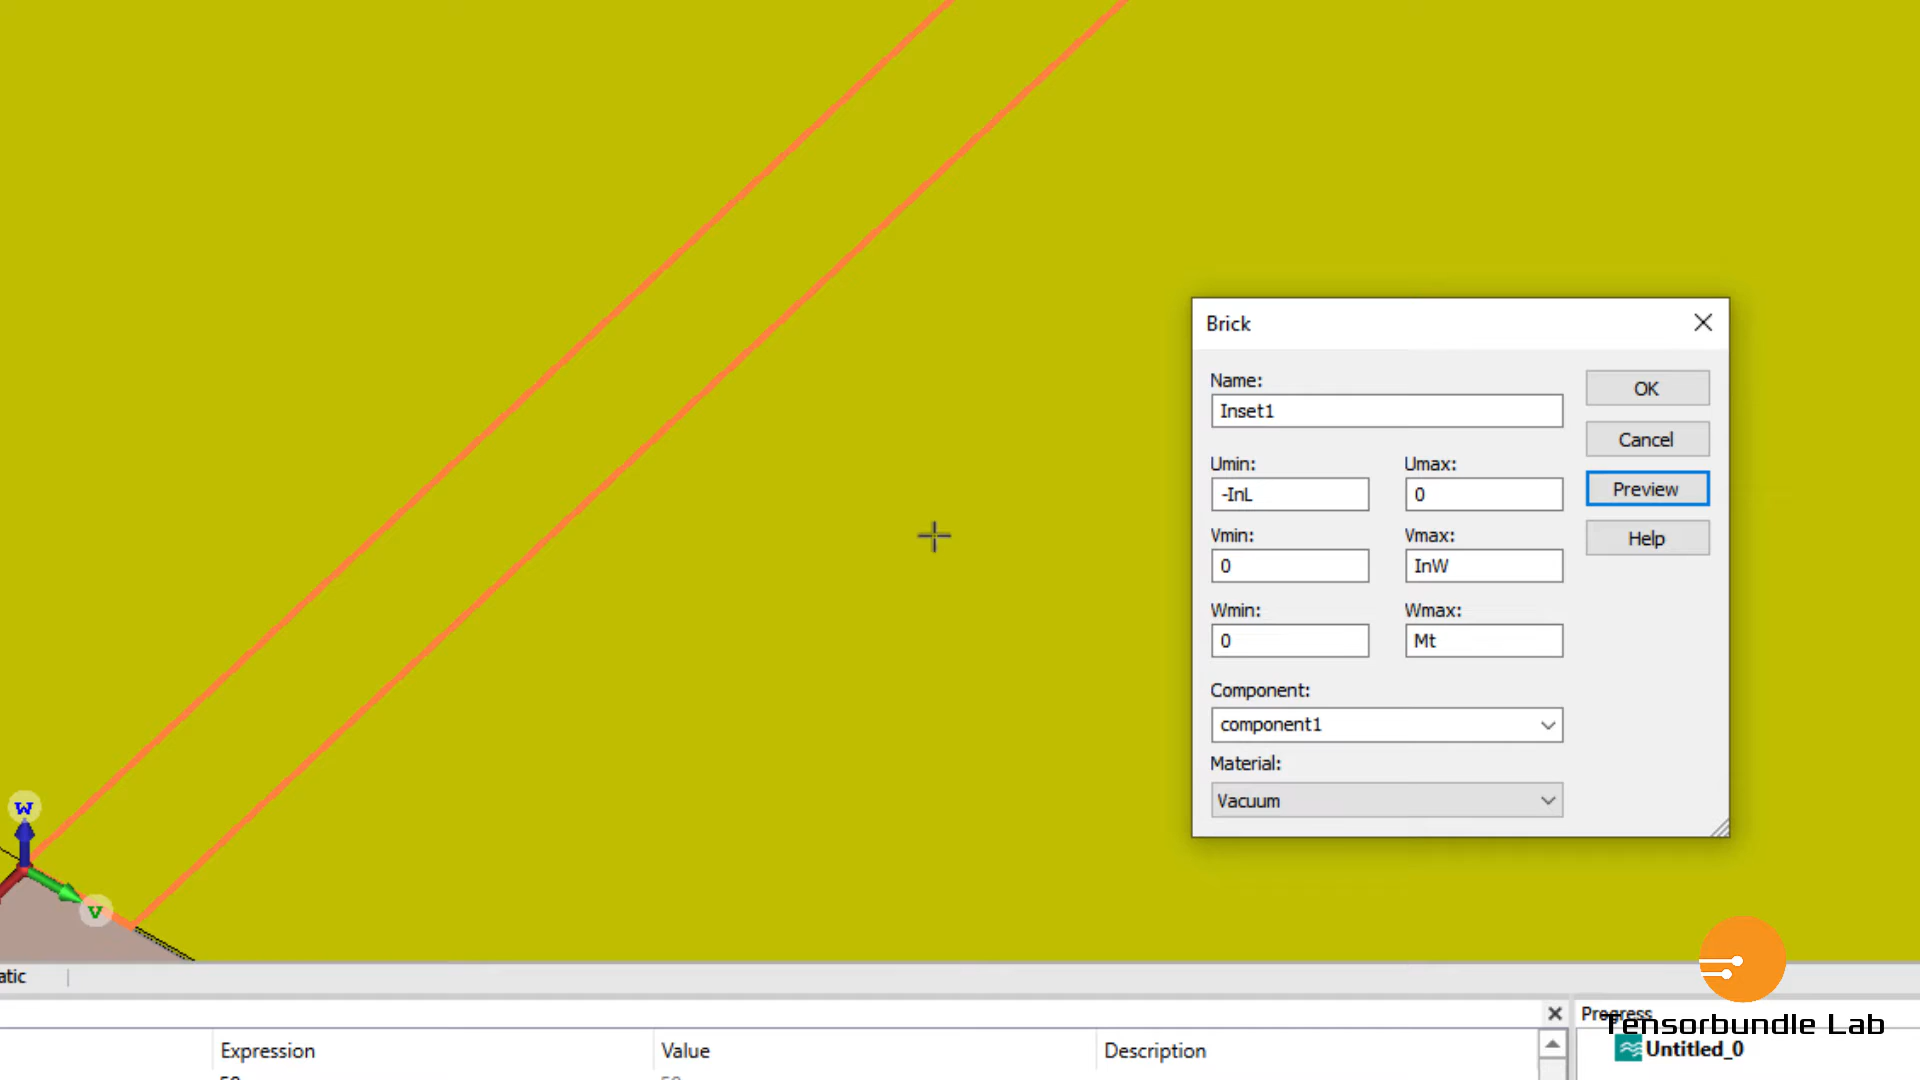 Brick
Name:
Inset1
OK
Cancel
Umin:
Umax:
-InL
0
Preview
Vmin:
Vmax:
Help
0
InW
Wmin:
Wmax:
0
Mt
Component:
component1
Material:
Vacuum
w
v
atic
Progress
Tensorbundle Lab
Expression
Value
Description
Untitled_0